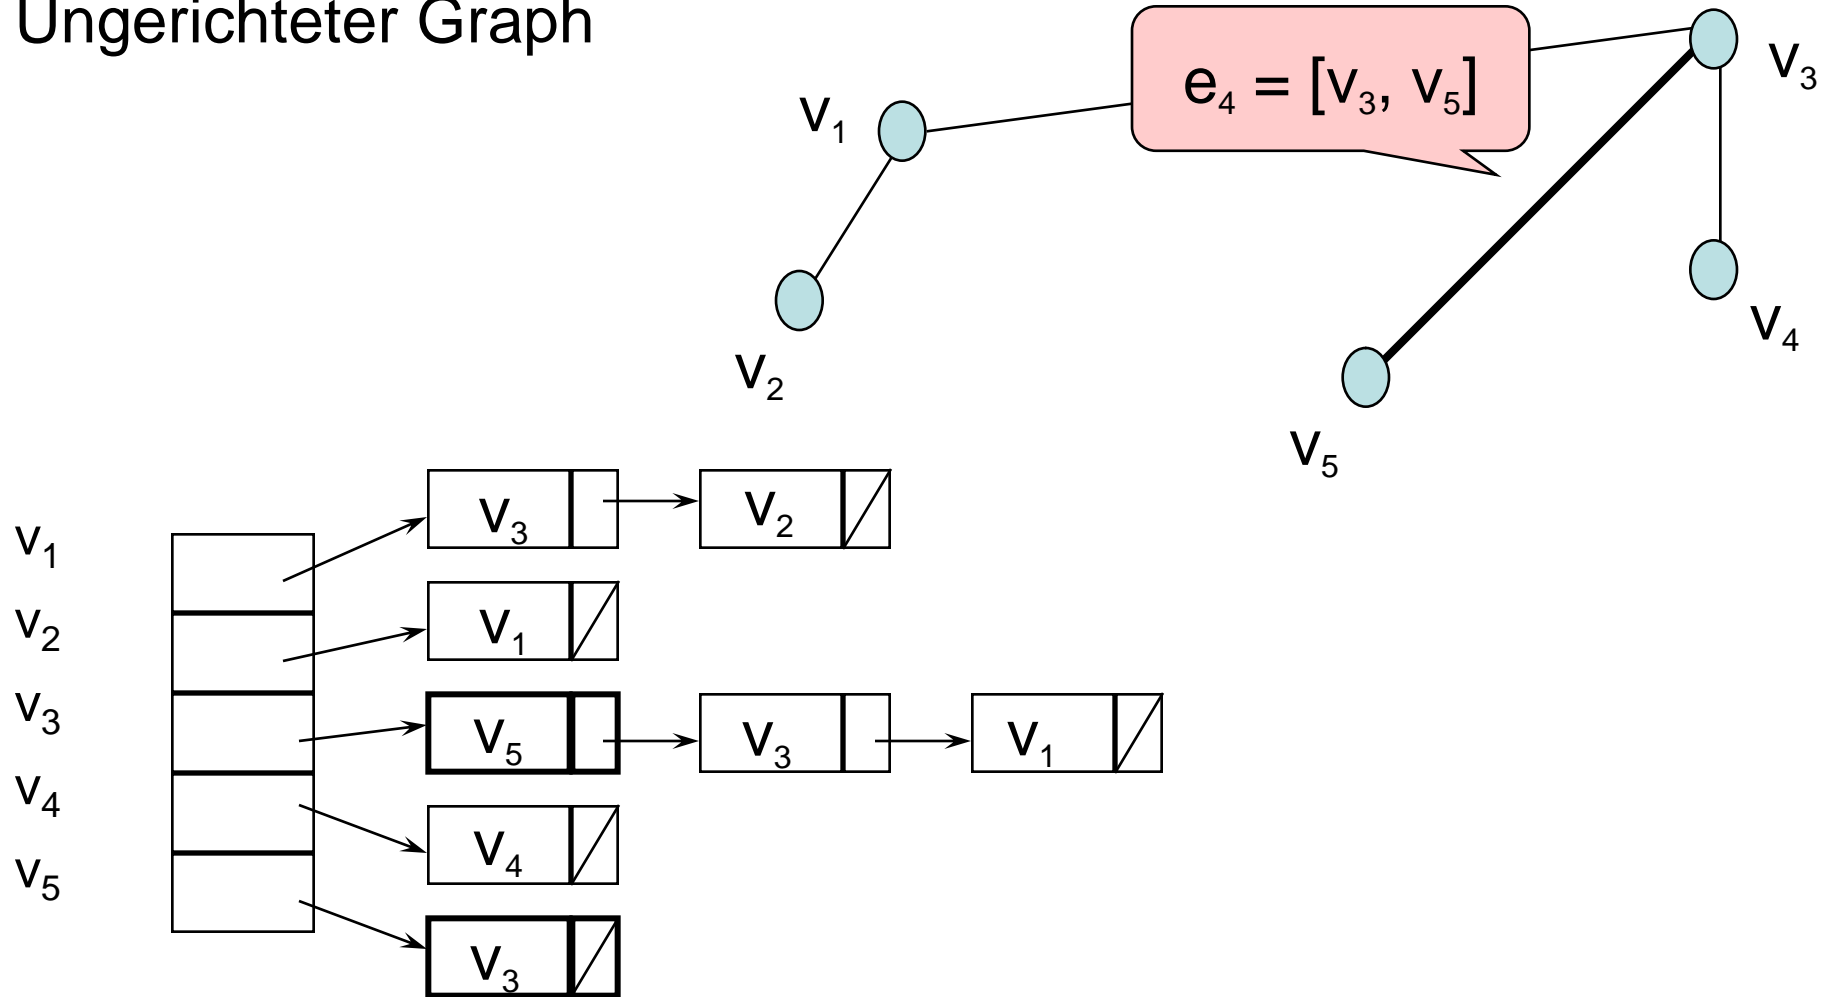 Ungerichteter Graph
e₄ = [v₃, v₅]
v₃
v₁
v₄
v₂
v₅
v₁
v₃
v₂
v₂
v₁
v₃
v₅
v₃
v₁
v₄
v₄
v₅
v₃